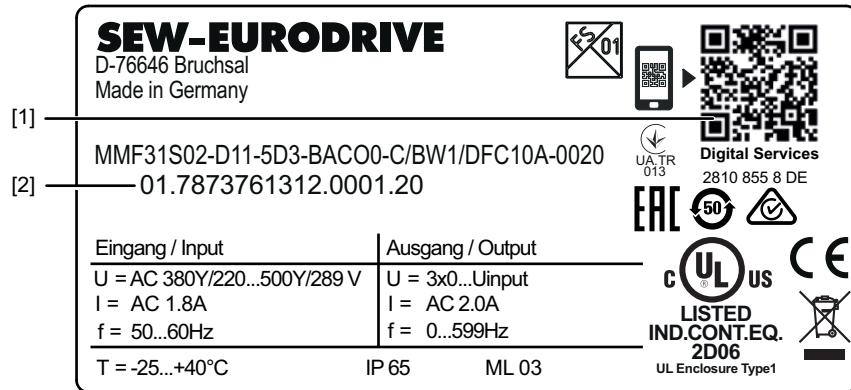 SEW-EURODRIVE
D-76646 Bruchsal
Made in Germany
FS 01
[1]
MMF31S02-D11-5D3-BACO0-C/BW1/DFC10A-0020
[2] 01.7873761312.0001.20
UA.TR
013
Digital Services
2810 855 8 DE
EAC 50
Eingang / Input Ausgang / Output
U = AC 380Y/220...500Y/289 V U = 3x0...Uinput
I = AC 1.8A I = AC 2.0A
f = 50...60Hz f = 0...599Hz
T = -25...+40°C IP 65 ML 03
C UL ® US CE
LISTED
IND.CONT.EQ.
2D06
UL Enclosure Type1